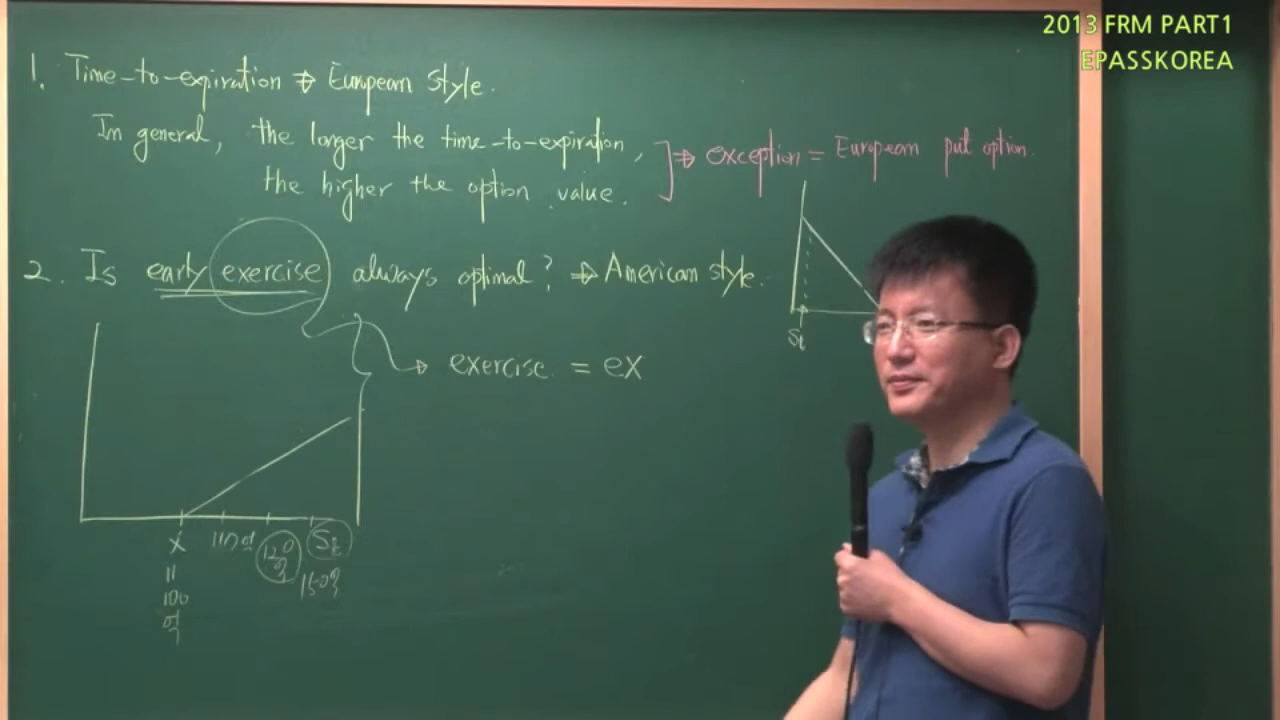 2013 FRM PART1
EPASSKOREA
1. Time-to-expiration ⇒ European style.
In general, the larger the time-to-expiration,
the higher the option value.
⇒ exception = European put option.
2. Is early exercise always optimal? ⇒ American style.
St
→ exercise = ex
X 110억 120억 St
150억
11
100
억